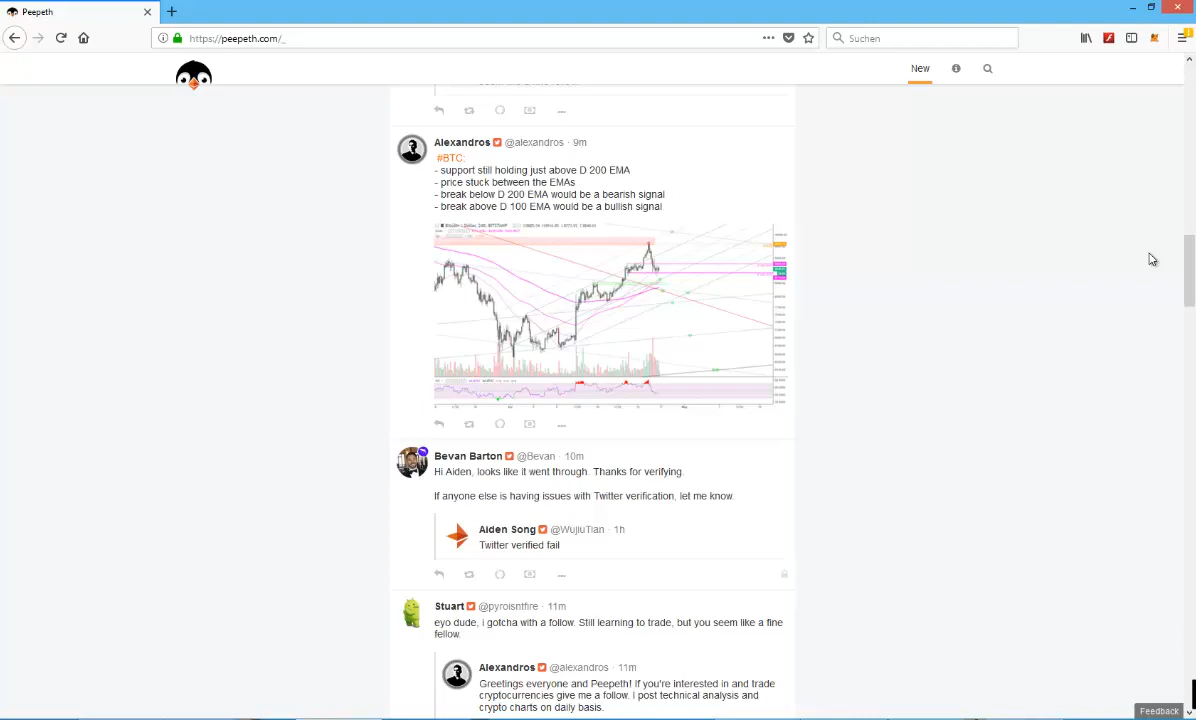 Peepeth
https://peepeth.com/_
Suchen
New
Alexandros @alexandros · 9m
#BTC:
- support still holding just above D 200 EMA
- price stuck between the EMAs
- break below D 200 EMA would be a bearish signal
- break above D 100 EMA would be a bullish signal
Bevan Barton @Bevan · 10m
Hi Aiden, looks like it went through. Thanks for verifying.
If anyone else is having issues with Twitter verification, let me know.
Aiden Song @WujiuTian · 1h
Twitter verified fail
Stuart @pyroisntfire · 11m
eyo dude, i gotcha with a follow. Still learning to trade, but you seem like a fine
fellow.
Alexandros @alexandros · 11m
Greetings everyone and Peepeth! If you're interested in and trade
cryptocurrencies give me a follow. I post technical analysis and
crypto charts on daily basis.
Feedback